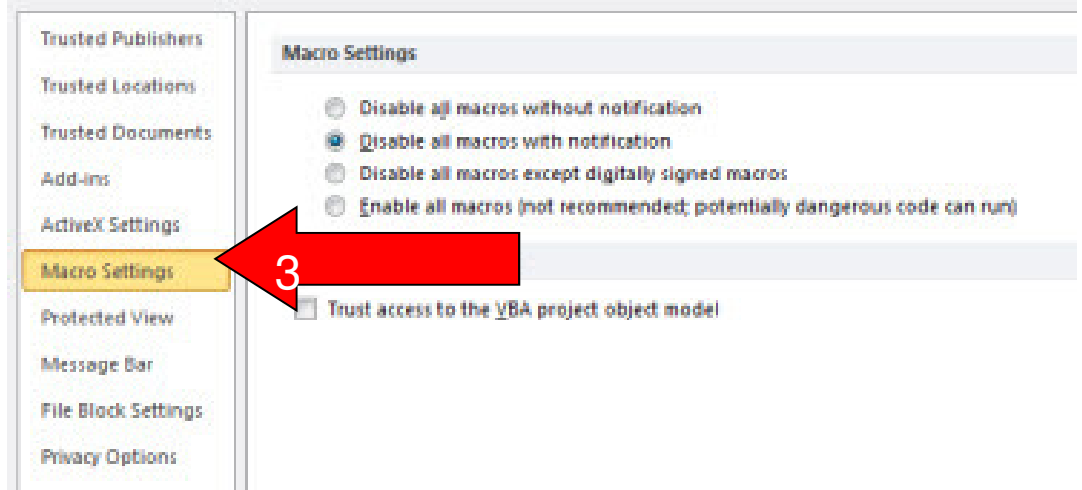 Trusted Publishers
Trusted Locations
Trusted Documents
Add-ins
ActiveX Settings
Macro Settings
Protected View
Message Bar
File Block Settings
Privacy Options
Macro Settings
Disable all macros without notification
Disable all macros with notification
Disable all macros except digitally signed macros
Enable all macros (not recommended; potentially dangerous code can run)
3
Trust access to the VBA project object model